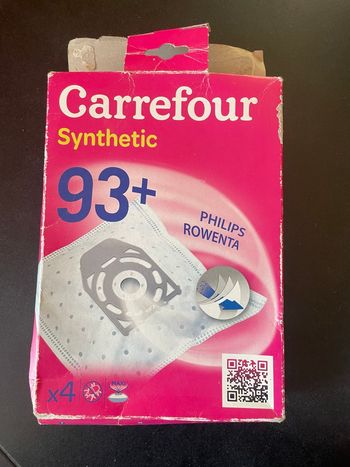 Carrefour
Synthetic
93+
PHILIPS
ROWENTA
x4